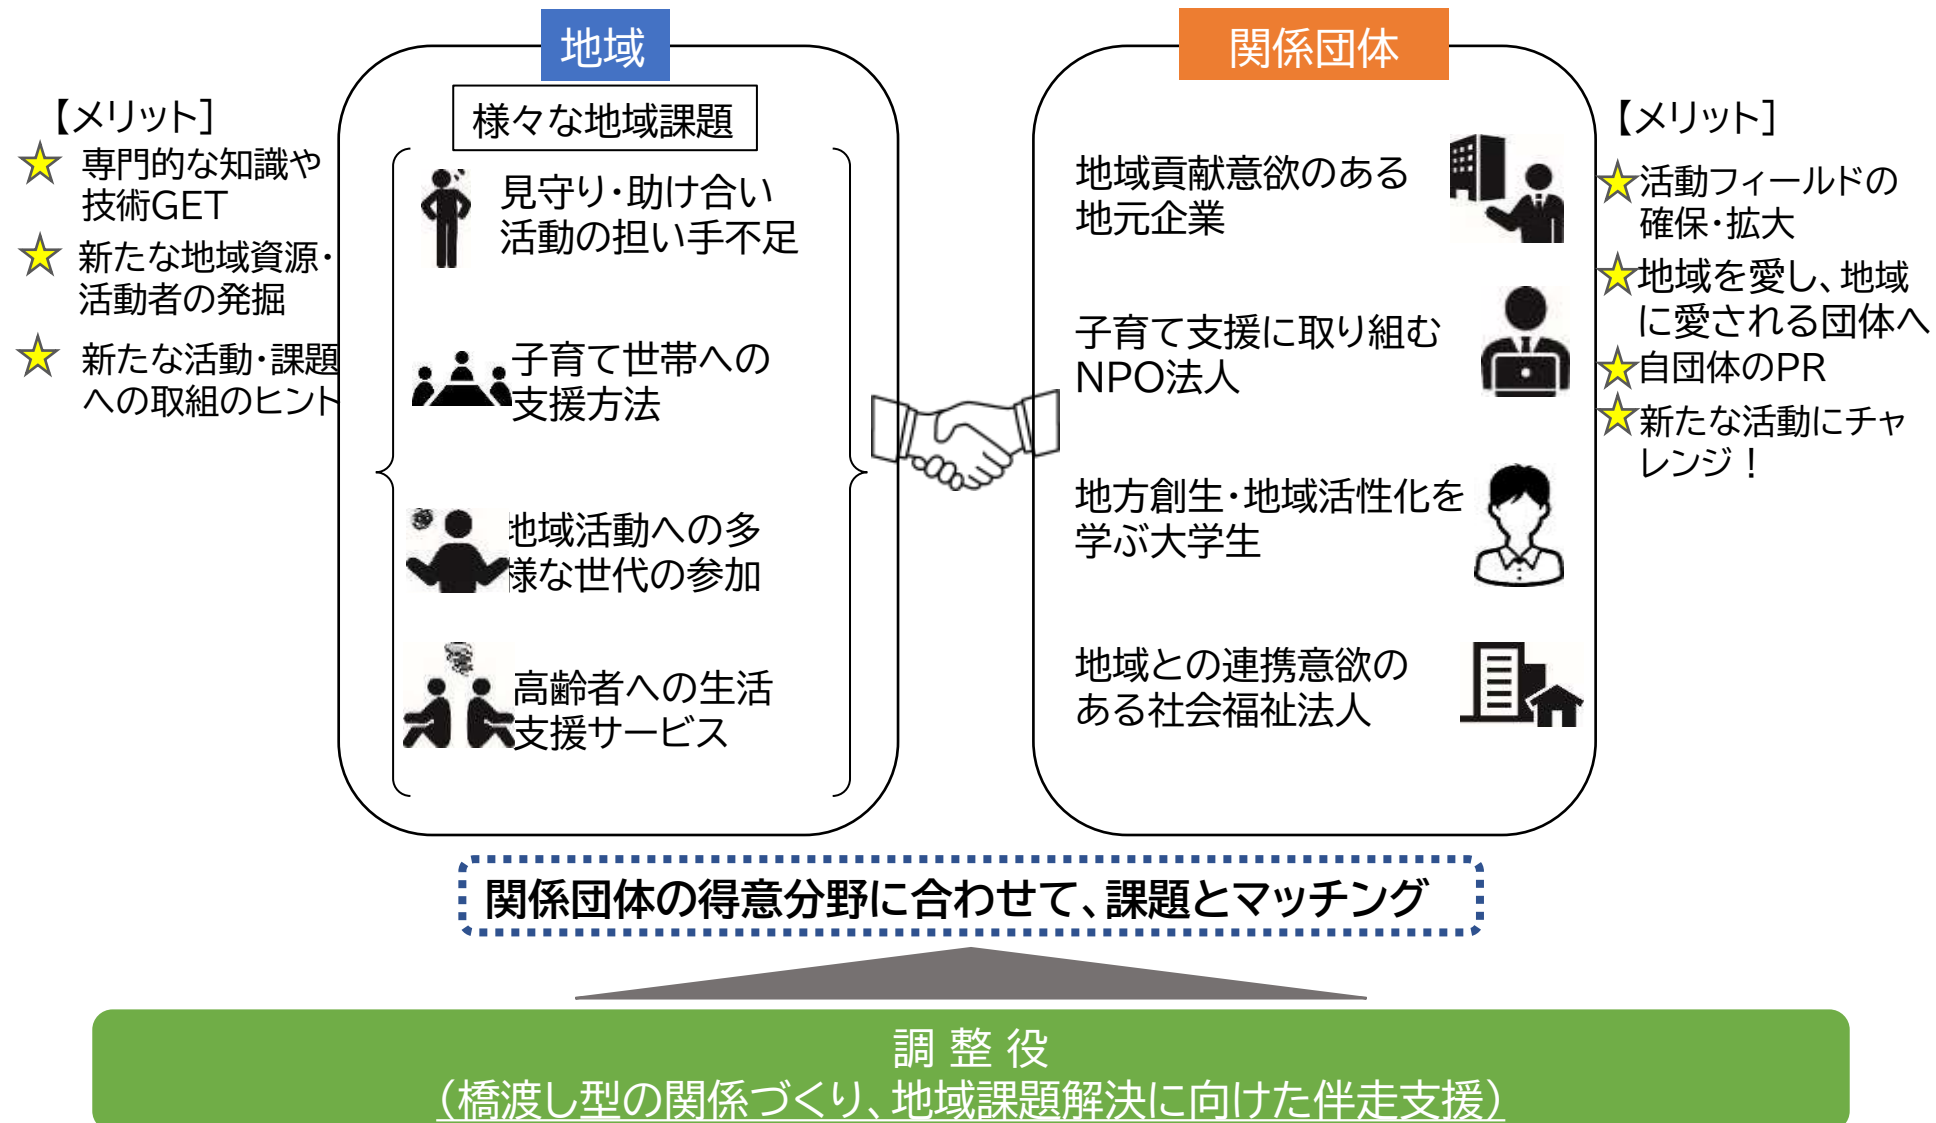 地域
様々な地域課題
【メリット］
専門的な知識や
技術GET
新たな地域資源・
活動者の発掘
新たな活動・課題
への取組のヒント
見守り・助け合い
活動の担い手不足
子育て世帯への
支援方法
地域活動への多
様な世代の参加
高齢者への生活
支援サービス
関係団体
地域貢献意欲のある
地元企業
子育て支援に取り組む
NPO法人
地方創生・地域活性化を
学ぶ大学生
地域との連携意欲の
ある社会福祉法人
【メリット］
活動フィールドの
確保・拡大
地域を愛し、地域
に愛される団体へ
自団体のPR
新たな活動にチャ
レンジ！
関係団体の得意分野に合わせて、課題とマッチング
調 整 役
（橋渡し型の関係づくり、地域課題解決に向けた伴走支援）